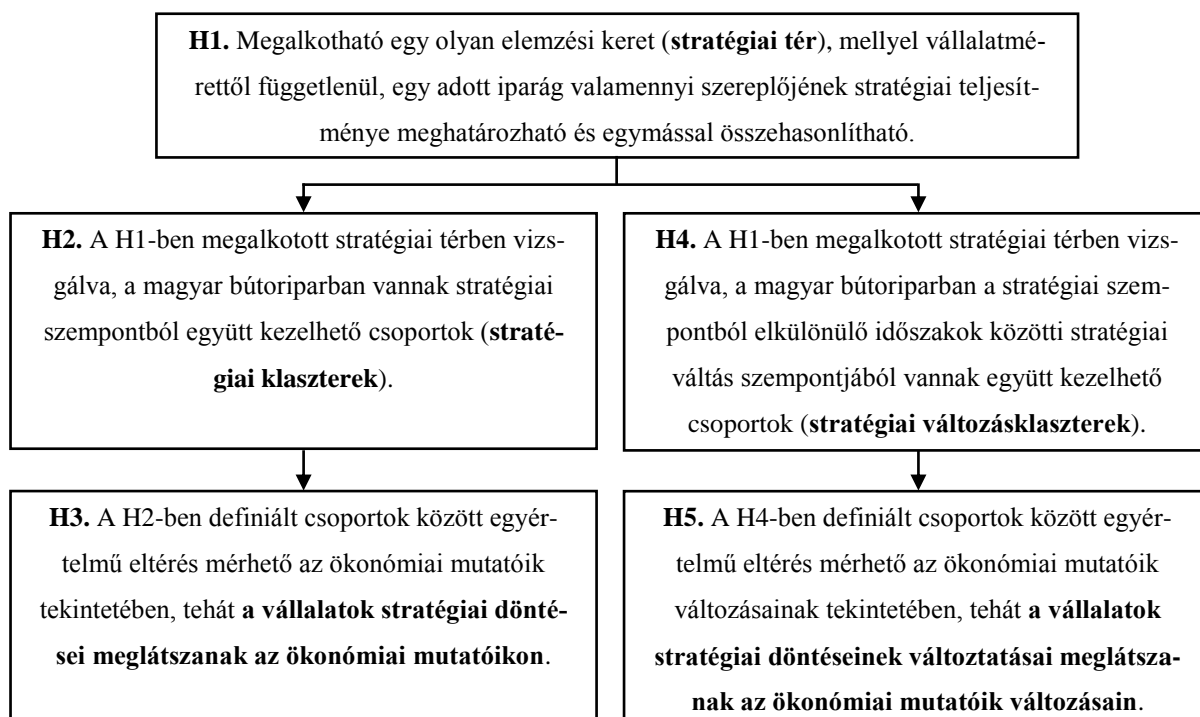 H1. Megalkotható egy olyan elemzési keret (stratégiai tér), mellyel vállalatmé-
rettől függetlenül, egy adott iparág valamennyi szereplőjének stratégiai teljesít-
ménye meghatározható és egymással összehasonlítható.
H2. A H1-ben megalkotott stratégiai térben vizs-
gálva, a magyar bútoriparban vannak stratégiai
szempontból együtt kezelhető csoportok (straté-
giai klaszterek).
H4. A H1-ben megalkotott stratégiai térben vizs-
gálva, a magyar bútoriparban a stratégiai szem-
pontból elkülönülő időszakok közötti stratégiai
váltás szempontjából vannak együtt kezelhető
csoportok (stratégiai változásklaszterek).
H3. A H2-ben definiált csoportok között egyér-
telmű eltérés mérhető az ökonómiai mutatóik
tekintetében, tehát a vállalatok stratégiai dönté-
sei meglátszanak az ökonómiai mutatóikon.
H5. A H4-ben definiált csoportok között egyér-
telmű eltérés mérhető az ökonómiai mutatóik
változásainak tekintetében, tehát a vállalatok
stratégiai döntéseinek változtatásai meglátsza-
nak az ökonómiai mutatóik változásain.